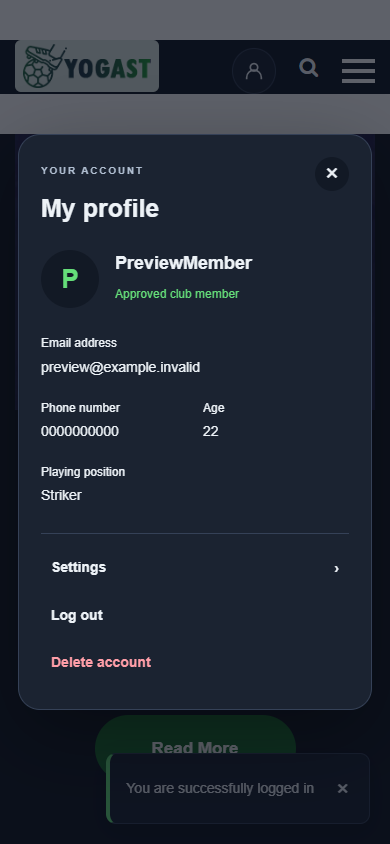 YOGAST
YOUR ACCOUNT
My profile
P
PreviewMember
Approved club member
Email address
preview@example.invalid
Phone number
Age
0000000000
22
Playing position
Striker
Settings
Log out
Delete account
Read More
You are successfully logged in